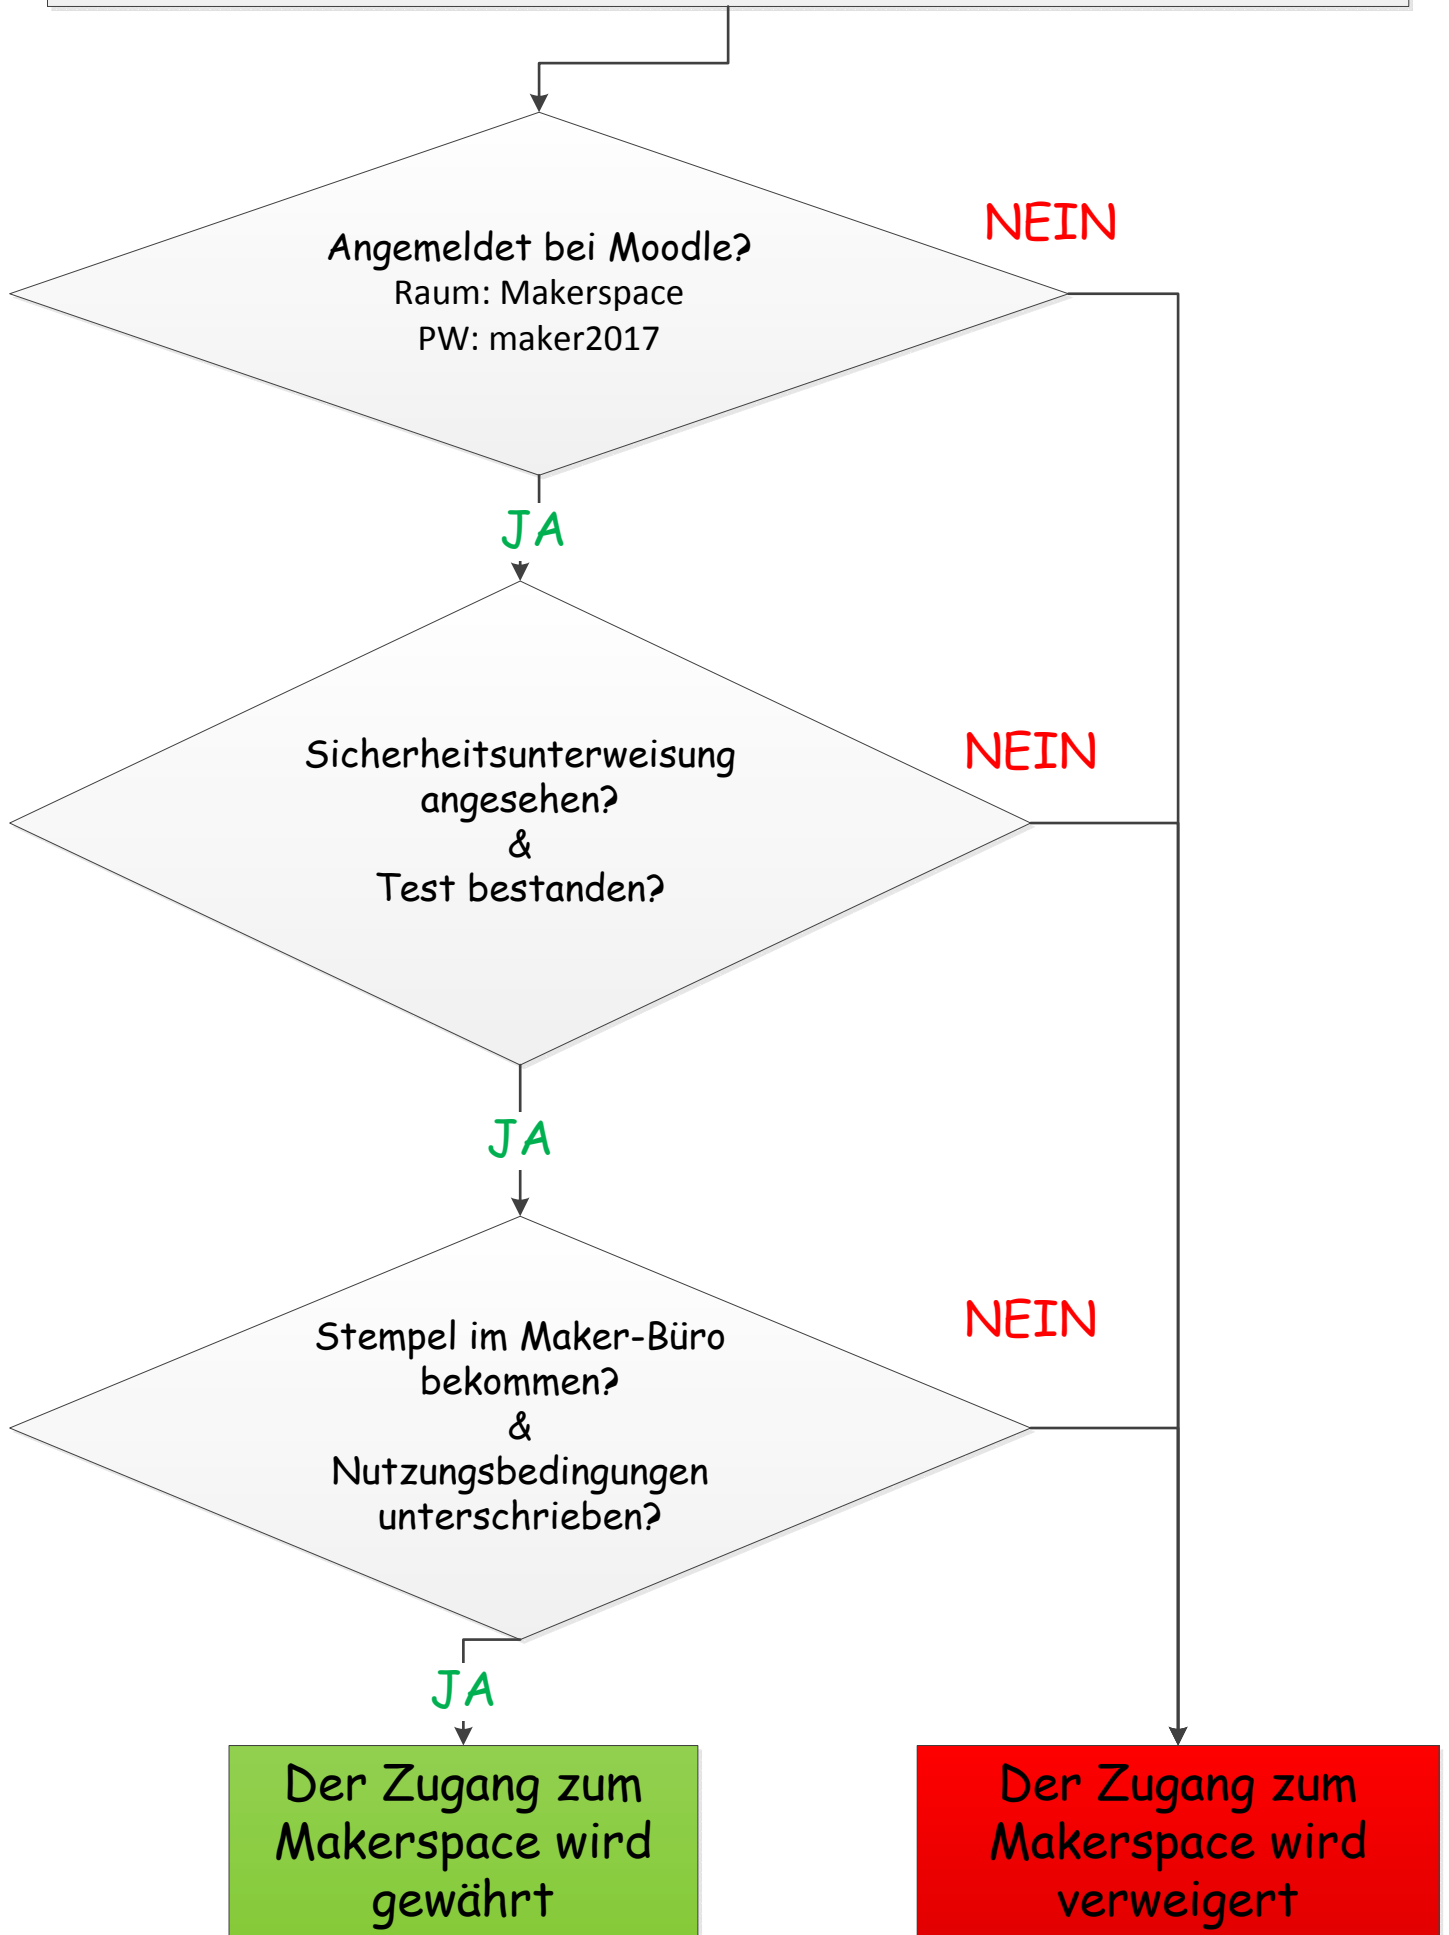 NEIN
Angemeldet bei Moodle?
Raum: Makerspace
PW: maker2017
JA
NEIN
Sicherheitsunterweisung
angesehen?
&
Test bestanden?
JA
NEIN
Stempel im Maker-Büro
bekommen?
&
Nutzungsbedingungen
unterschrieben?
JA
Der Zugang zum
Makerspace wird
gewährt
Der Zugang zum
Makerspace wird
verweigert